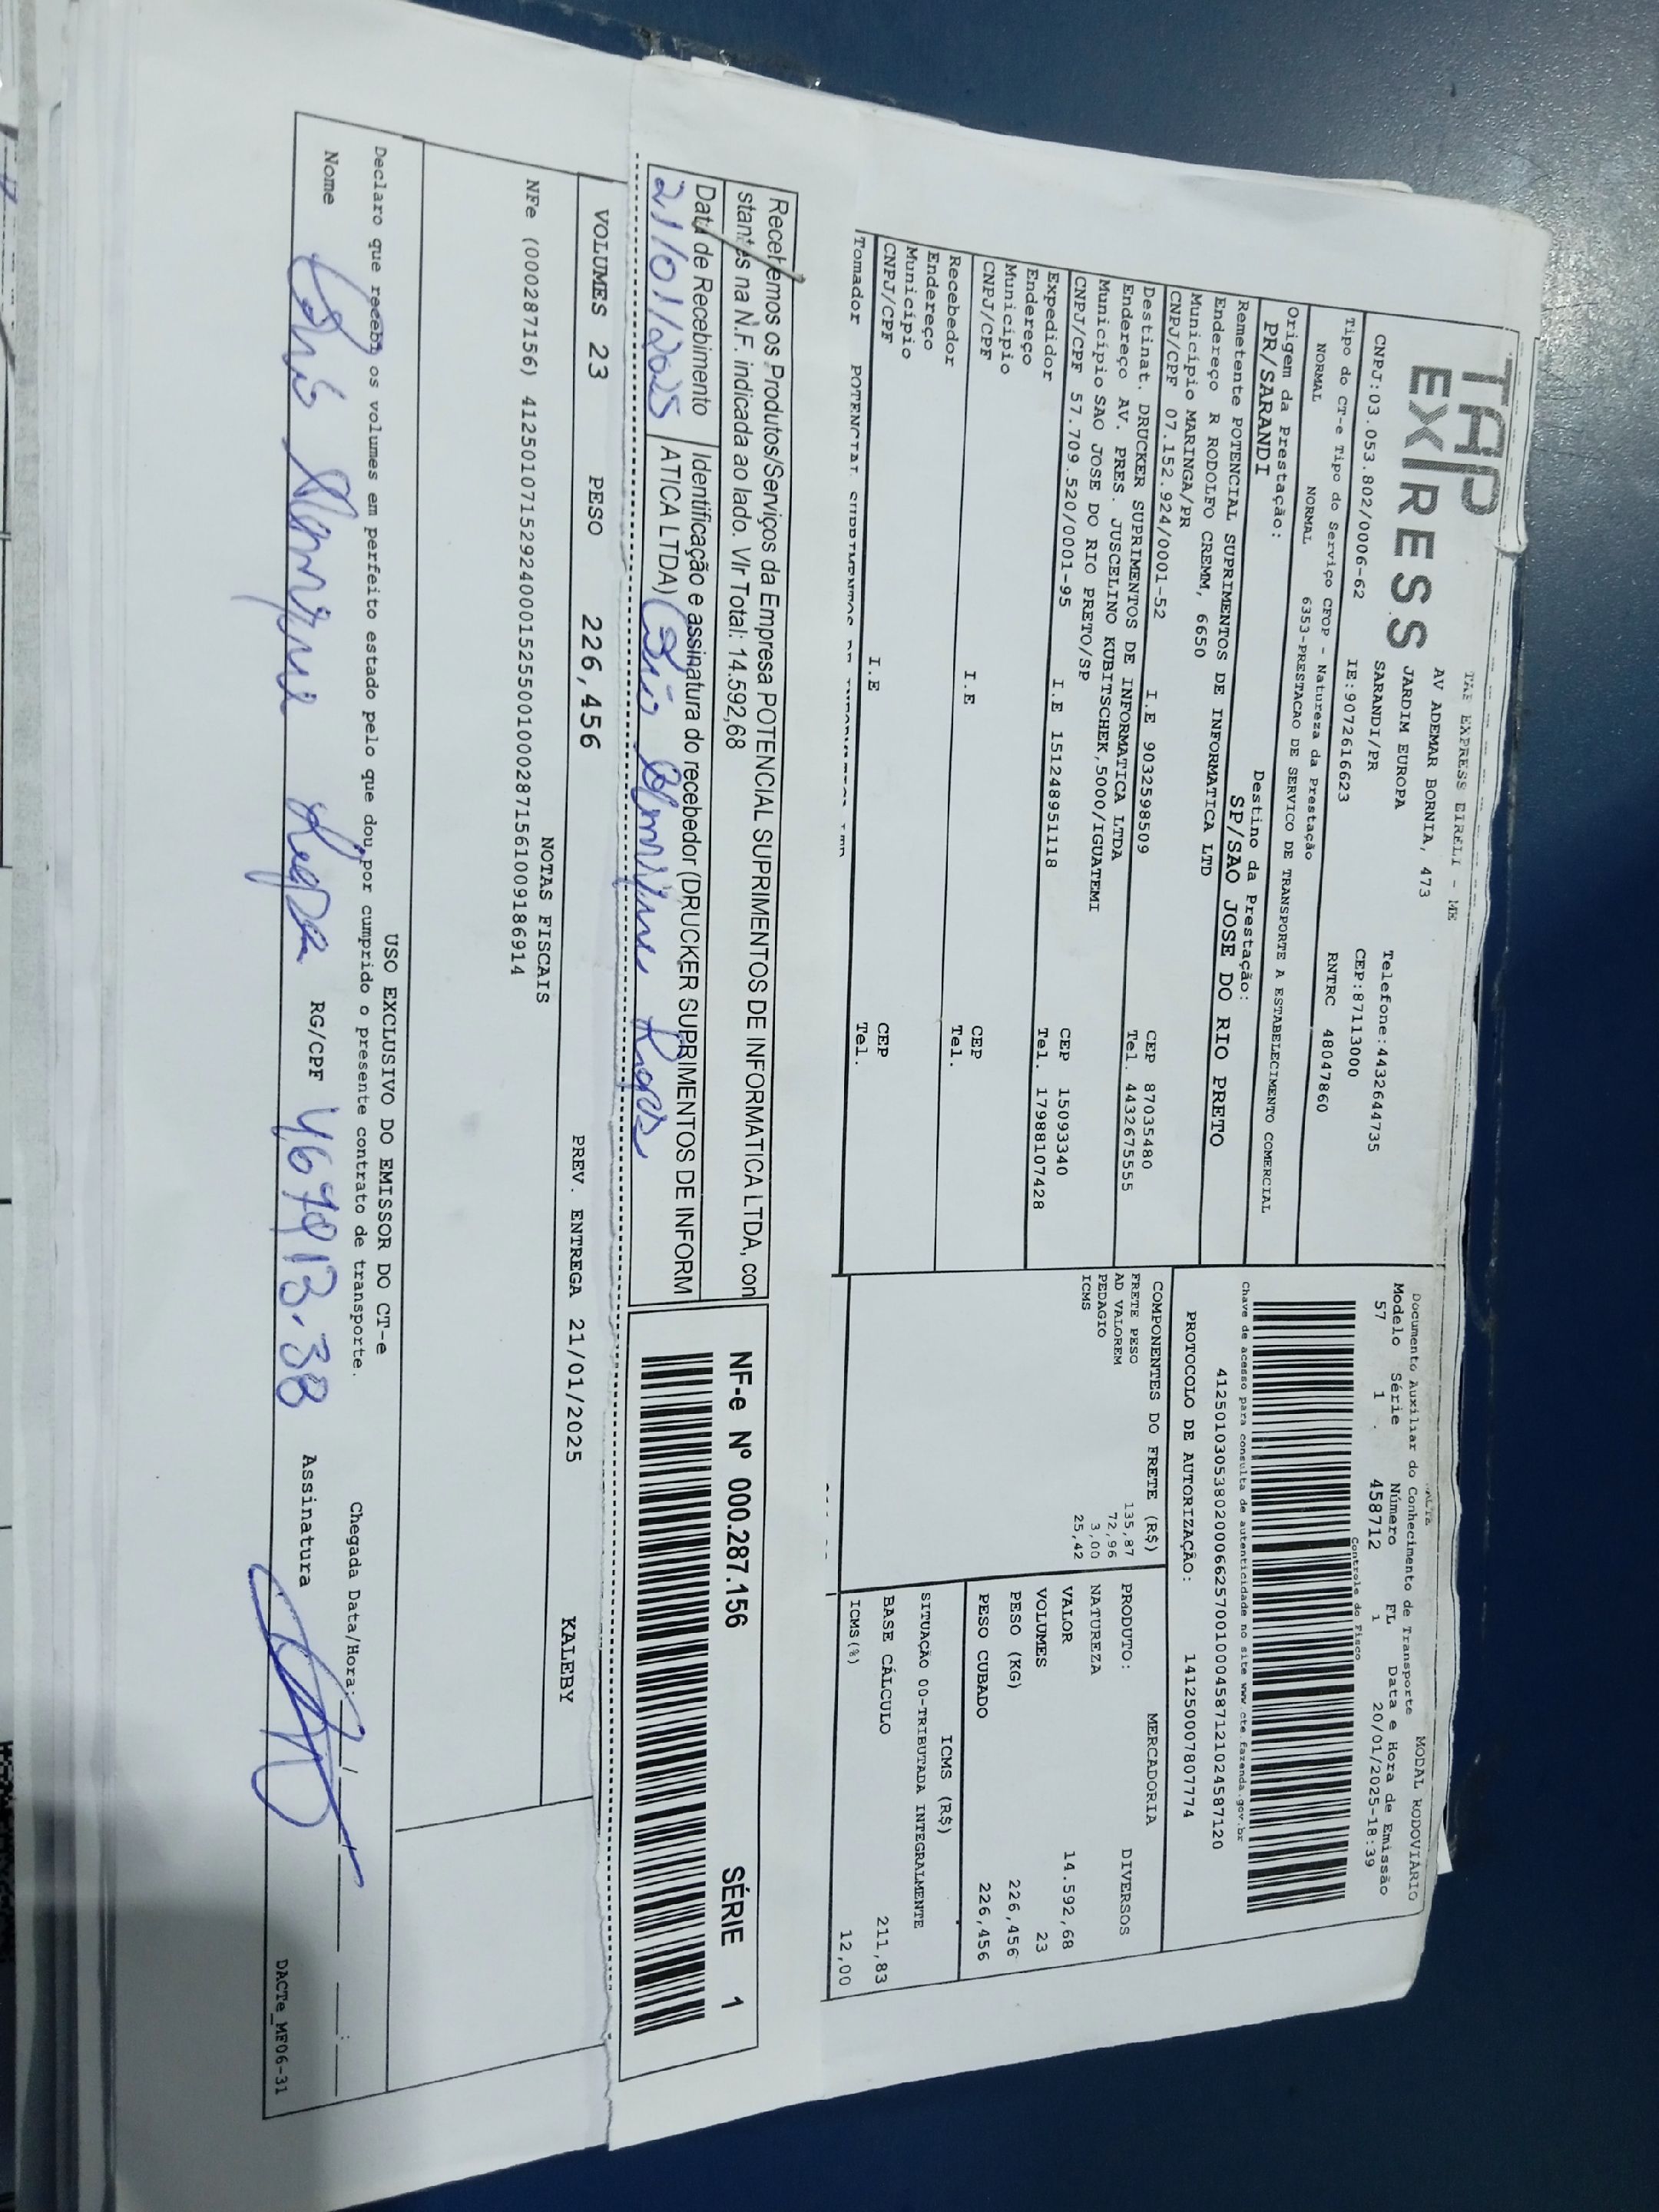 TAP
EX/RESS
TAP EXPRESS EIRELI - ME
AV ADEMAR BORNIA, 473
JARDIM EUROPA
SARANDI/PR
Telefone:4432644735
CEP:87113000
CNPJ:03.053.802/0006-62 IE:9072616623
RNTRC 48047860
Tipo do CT-e Tipo do Serviço CFOP - Natureza da Prestação
NORMAL NORMAL 6353-PRESTACAO DE SERVICO DE TRANSPORTE A ESTABELECIMENTO COMERCIAL
Origem da Prestação: Destino da Prestação:
PR/SARANDI SP/SAO JOSE DO RIO PRETO
Remetente POTENCIAL SUPRIMENTOS DE INFORMATICA LTD
Endereço R RODOLFO CREMM, 6650
Município MARINGA/PR CEP 87035480
CNPJ/CPF 07.152.924/0001-52 I.E 9032598509 Tel. 4432675555
Destinat. DRUCKER SUPRIMENTOS DE INFORMATICA LTDA
Endereço AV. PRES. JUSCELINO KUBITSCHEK,5000/IGUATEMI
Município SAO JOSE DO RIO PRETO/SP CEP 15093340
CNPJ/CPF 57.709.520/0001-95 I.E 151248951118 Tel. 17988107428
Expedidor
Endereço
Município CEP
CNPJ/CPF I.E Tel.
Recebedor
Endereço
Município CEP
CNPJ/CPF I.E Tel.
Tomador POTENCIAL SUPRIMENTOS DE INFORMATICA LTD
MODAL RODOVIÁRIO
Documento Auxiliar do Conhecimento de Transporte
Modelo Série Número FL Data e Hora de Emissão
57 1 458712 1 20/01/2025-18:39
Controle do Fisco
Chave de acesso para consulta de autenticidade no site www.cte.fazenda.gov.br
41250103053802000662570010004587121024587120
PROTOCOLO DE AUTORIZAÇÃO: 141250007807774
COMPONENTES DO FRETE (R$)
FRETE PESO 135,87
AD VALOREM 72,96
PEDAGIO 3,00
ICMS 25,42
MERCADORIA
PRODUTO: DIVERSOS
NATUREZA
VALOR 14.592,68
VOLUMES 23
PESO (KG) 226,456
PESO CUBADO 226,456
ICMS (R$)
SITUAÇÃO 00-TRIBUTADA INTEGRALMENTE
BASE CÁLCULO 211,83
ICMS(%) 12,00
Recebemos os Produtos/Serviços da Empresa POTENCIAL SUPRIMENTOS DE INFORMATICA LTDA, con
stantes na N.F. indicada ao lado. Vlr Total: 14.592,68
Data de Recebimento Identificação e assinatura do recebedor (DRUCKER SUPRIMENTOS DE INFORM
21/01/2025 ATICA LTDA)
NF-e Nº 000.287.156 SÉRIE 1
VOLUMES 23 PESO 226,456 PREV. ENTREGA 21/01/2025 KALEBY
NOTAS FISCAIS
NFe (000287156) 41250107152924000152550010002871561009186914
USO EXCLUSIVO DO EMISSOR DO CT-e
Declaro que recebi os volumes em perfeito estado pelo que dou por cumprido o presente contrato de transporte.
Chegada Data/Hora:
Nome RG/CPF Assinatura
DACTe_MF06-31